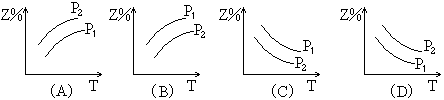 Z% P₂ P₁ T (A)
Z% P₁ P₂ T (B)
Z% P₁ P₂ T (C)
Z% P₂ P₁ T (D)